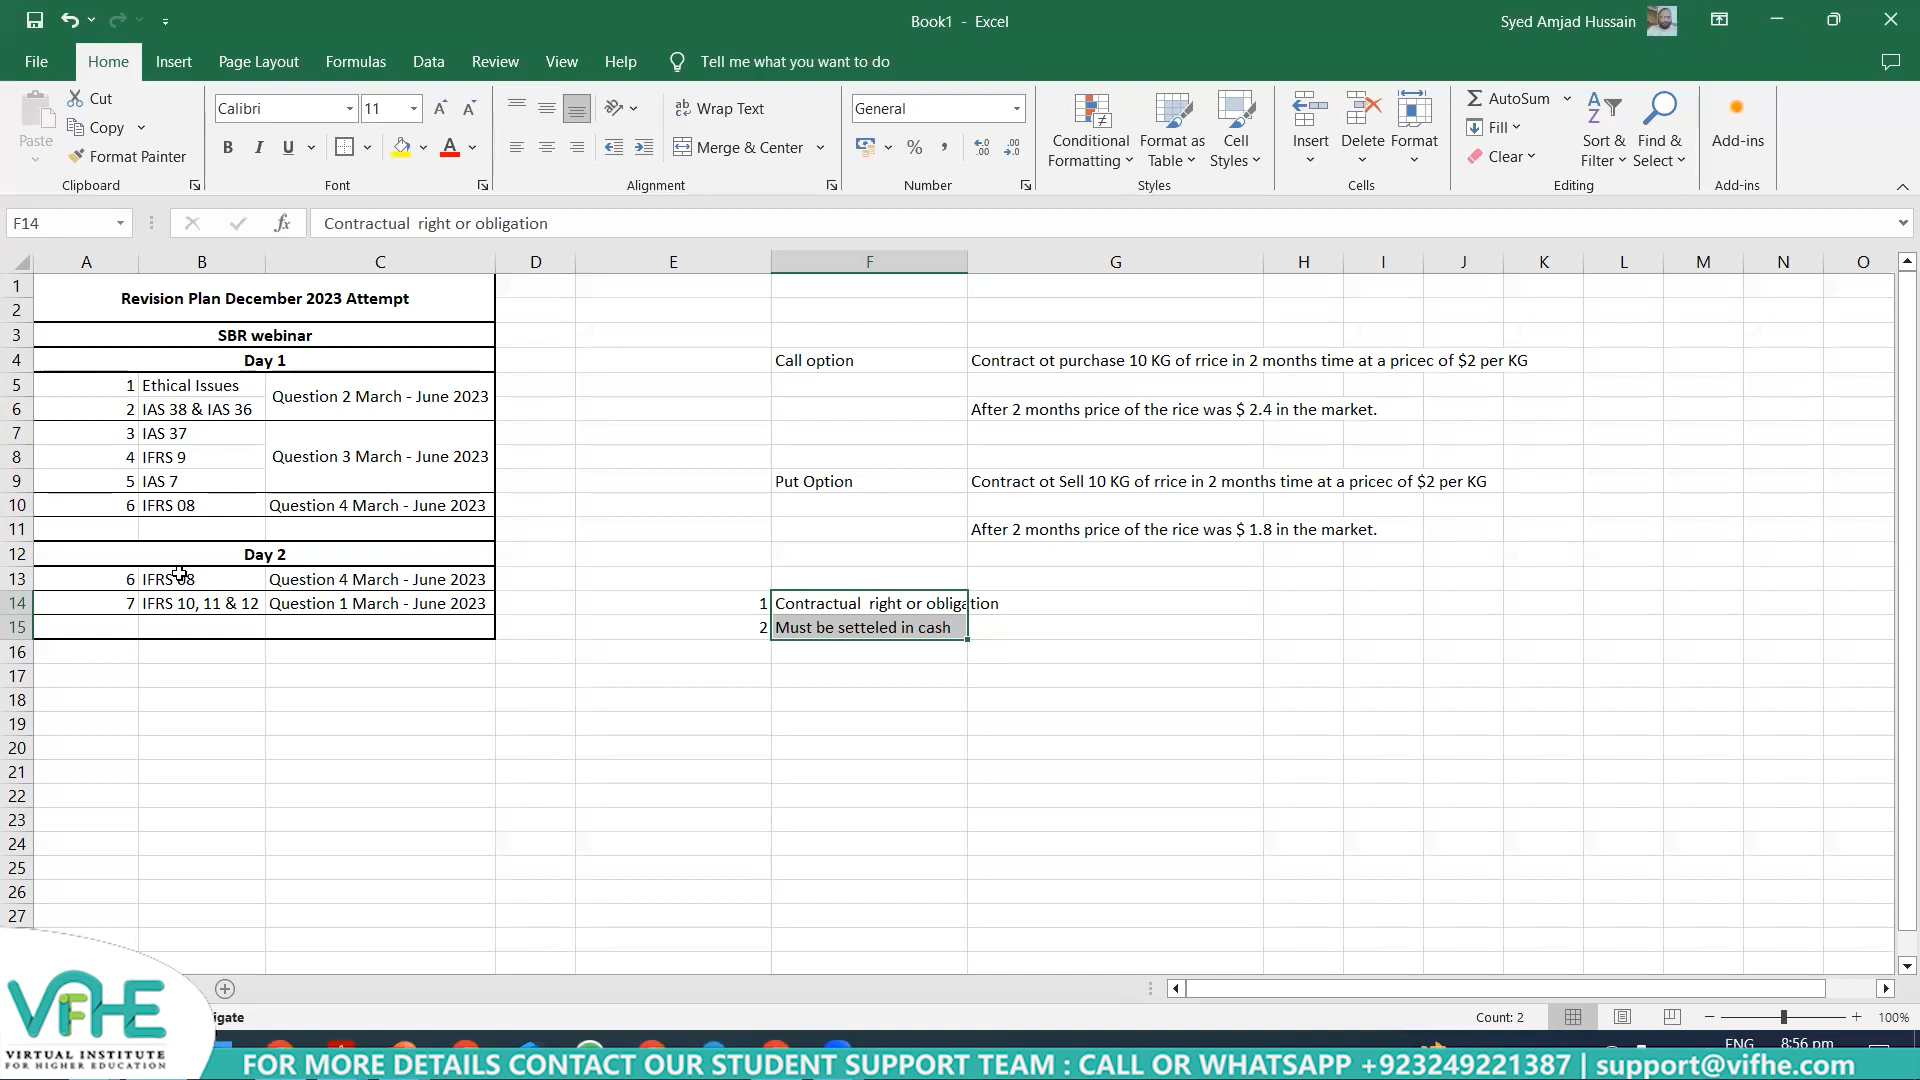 Book1 - Excel
Syed Amjad Hussain
File Home Insert Page Layout Formulas Data Review View Help Tell me what you want to do
Paste
Cut
Copy
Format Painter
Clipboard
Calibri 11
B I U
Font
Wrap Text
Merge & Center
Alignment
General
Number
Conditional Formatting
Format as Table
Cell Styles
Styles
Insert Delete Format
Cells
AutoSum
Fill
Clear
Sort & Filter
Find & Select
Editing
Add-ins
Add-ins
F14
fx
Contractual  right or obligation
A B C D E F G H I J K L M N O
1
Revision Plan December 2023 Attempt
2
3 SBR webinar
4 Day 1 Call option Contract ot purchase 10 KG of rrice in 2 months time at a pricec of $2 per KG
5 1 Ethical Issues Question 2 March - June 2023
6 2 IAS 38 & IAS 36 After 2 months price of the rice was $ 2.4 in the market.
7 3 IAS 37
8 4 IFRS 9 Question 3 March - June 2023
9 5 IAS 7 Put Option Contract ot Sell 10 KG of rrice in 2 months time at a pricec of $2 per KG
10 6 IFRS 08 Question 4 March - June 2023
11 After 2 months price of the rice was $ 1.8 in the market.
12 Day 2
13 6 IFRS 08 Question 4 March - June 2023
14 7 IFRS 10, 11 & 12 Question 1 March - June 2023 1 Contractual  right or obligation
15 2 Must be setteled in cash
16
17
18
19
20
21
22
23
24
25
26
27
igate
Count: 2
100%
VFHE
VIRTUAL INSTITUTE
FOR HIGHER EDUCATION
ENG
8:56 pm
FOR MORE DETAILS CONTACT OUR STUDENT SUPPORT TEAM : CALL OR WHATSAPP +923249221387 | support@vifhe.com